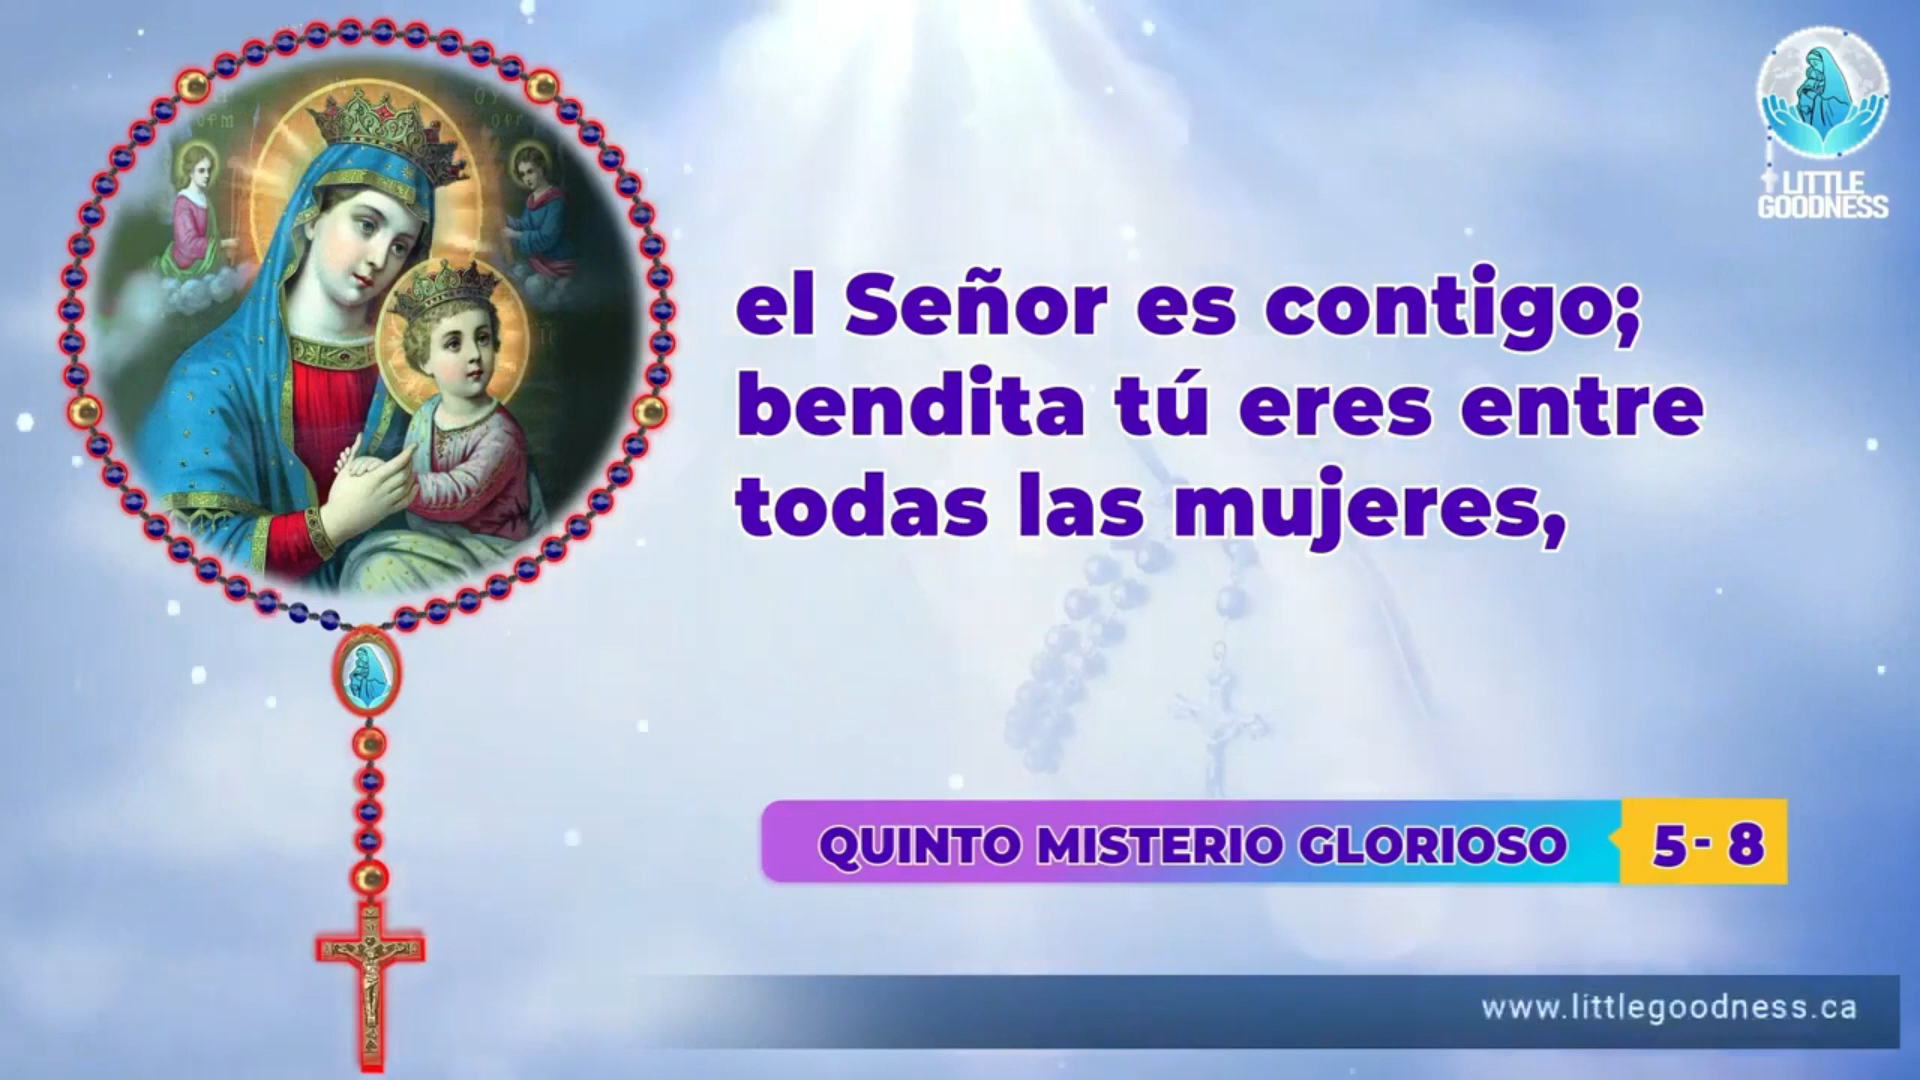 LITTLE
GOODNESS
el Señor es contigo;
bendita tú eres entre
todas las mujeres,
QUINTO MISTERIO GLORIOSO 5- 8
www.littlegoodness.ca